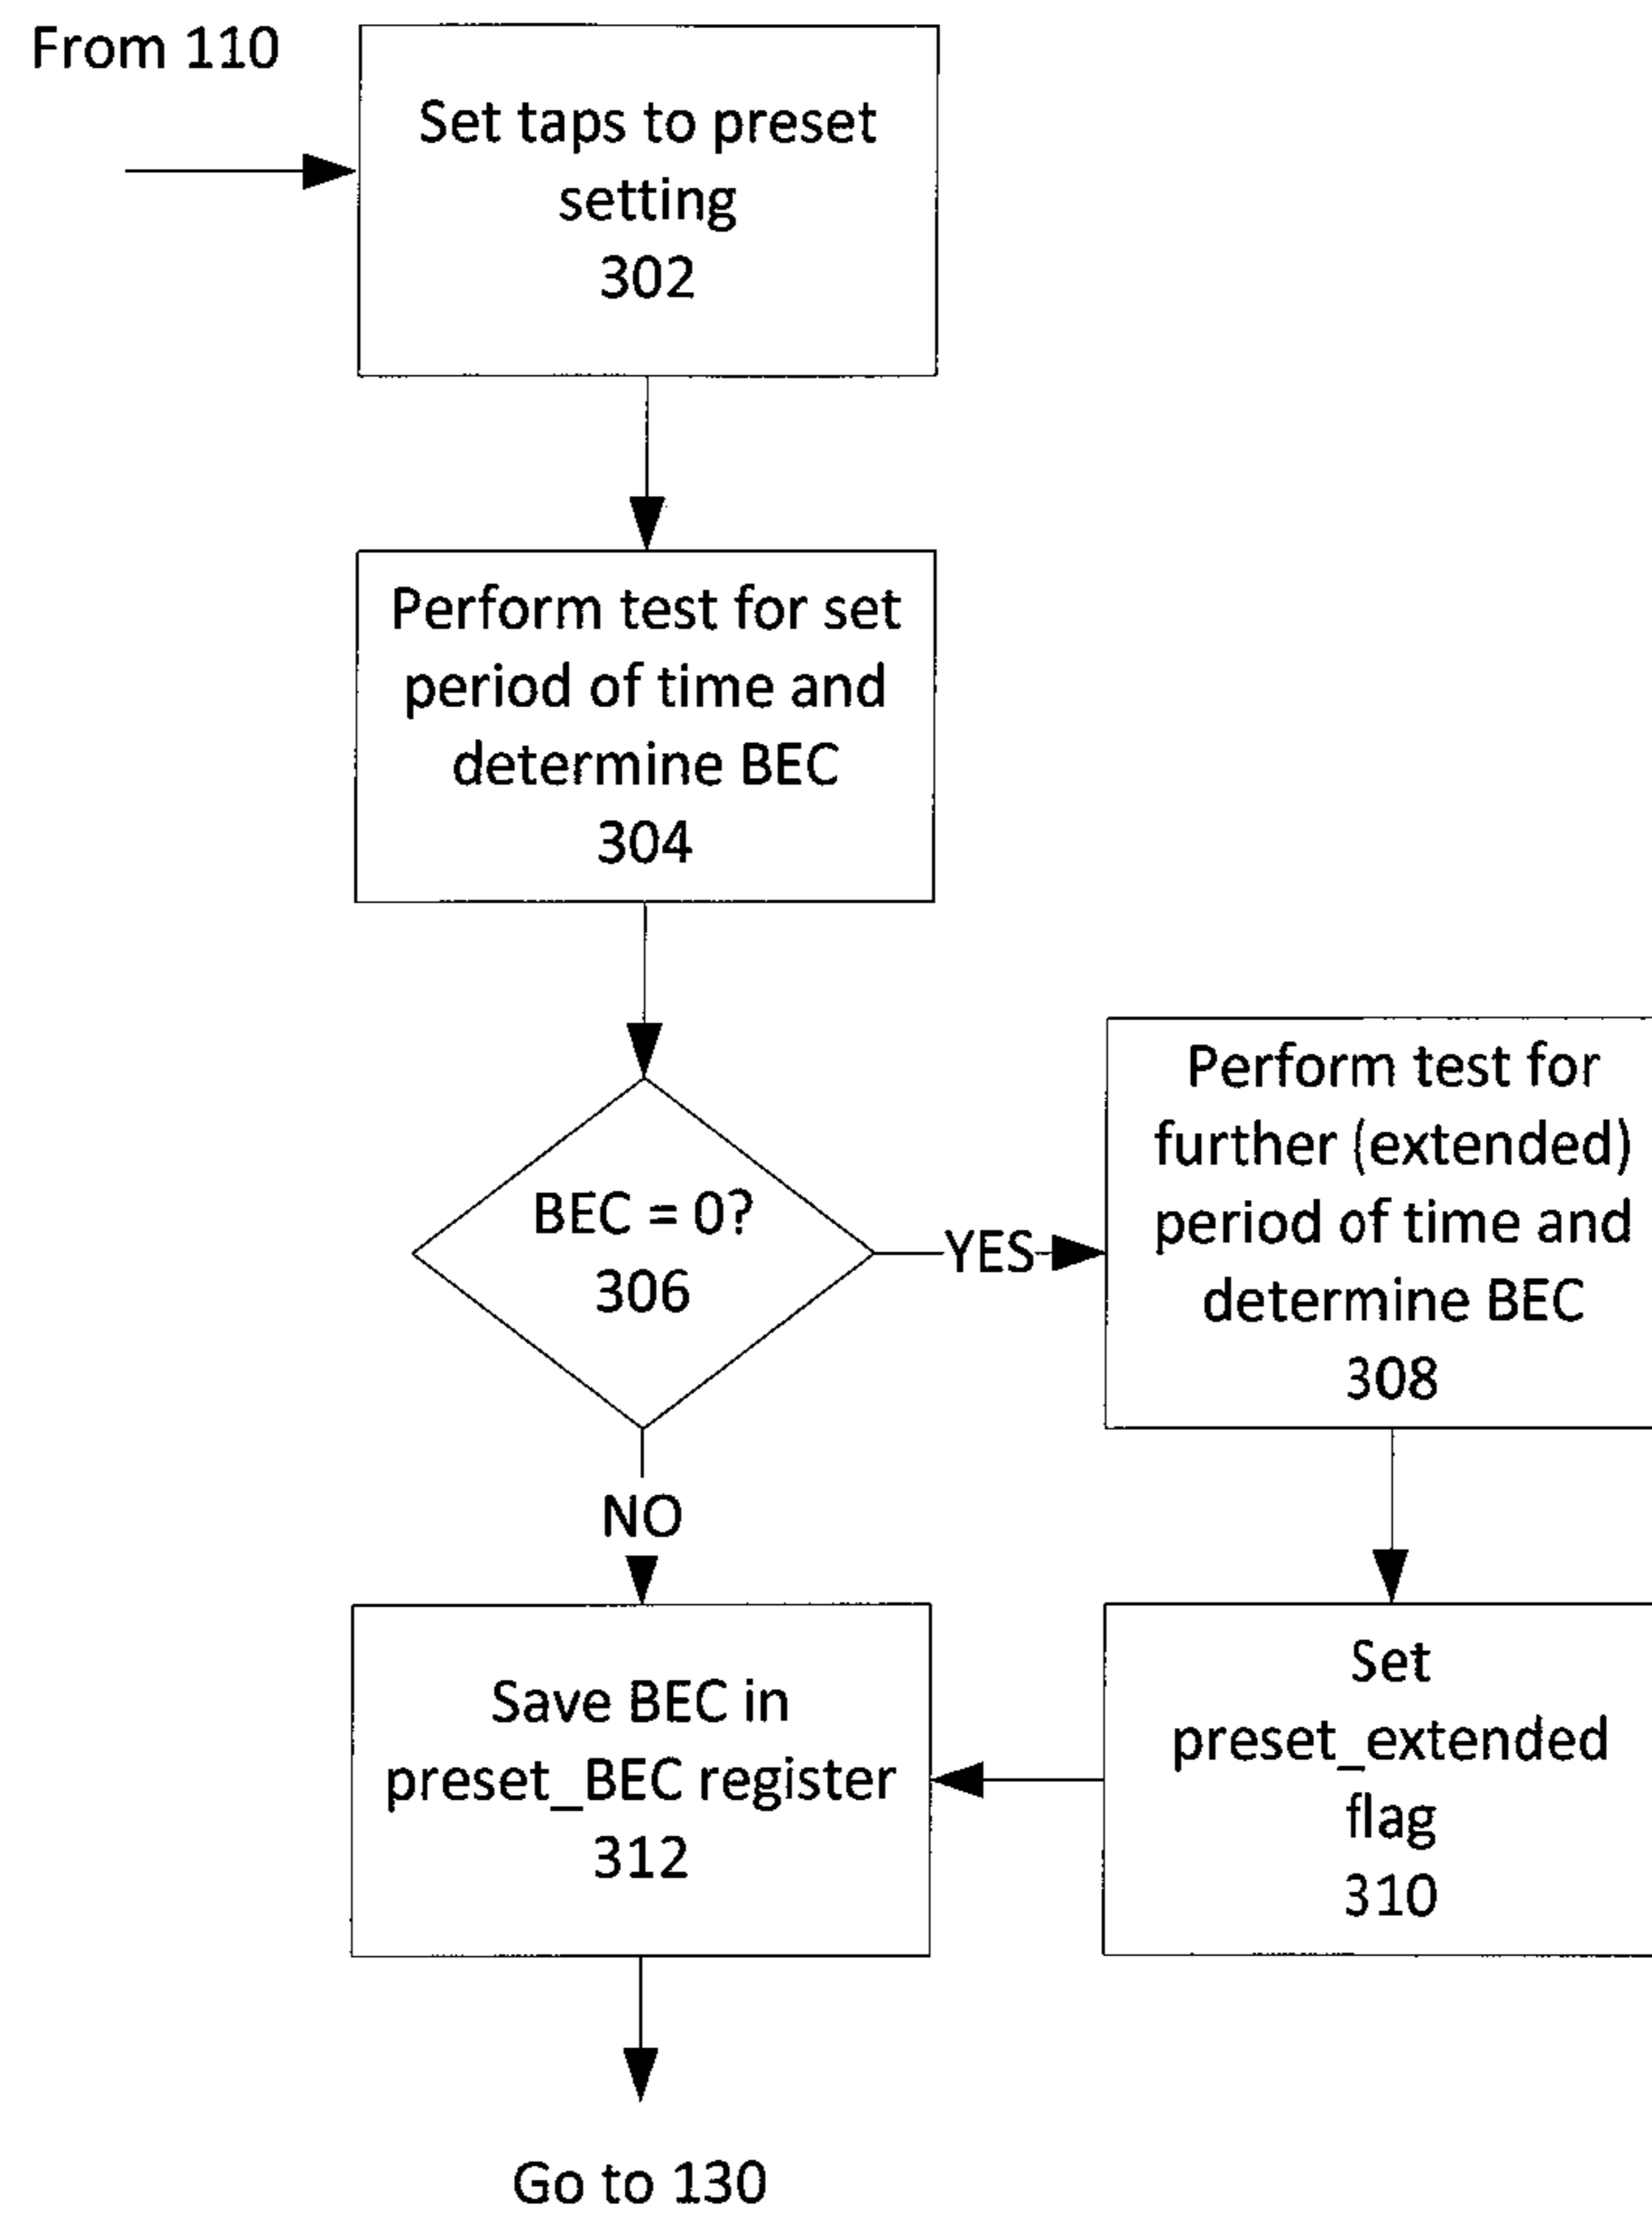 From 110
Set taps to preset
setting
302
Perform test for set
period of time and
determine BEC
304
BEC = 0?
306
YES
Perform test for
further (extended)
period of time and
determine BEC
308
NO
Save BEC in
preset_BEC register
312
Set
preset_extended
flag
310
Go to 130